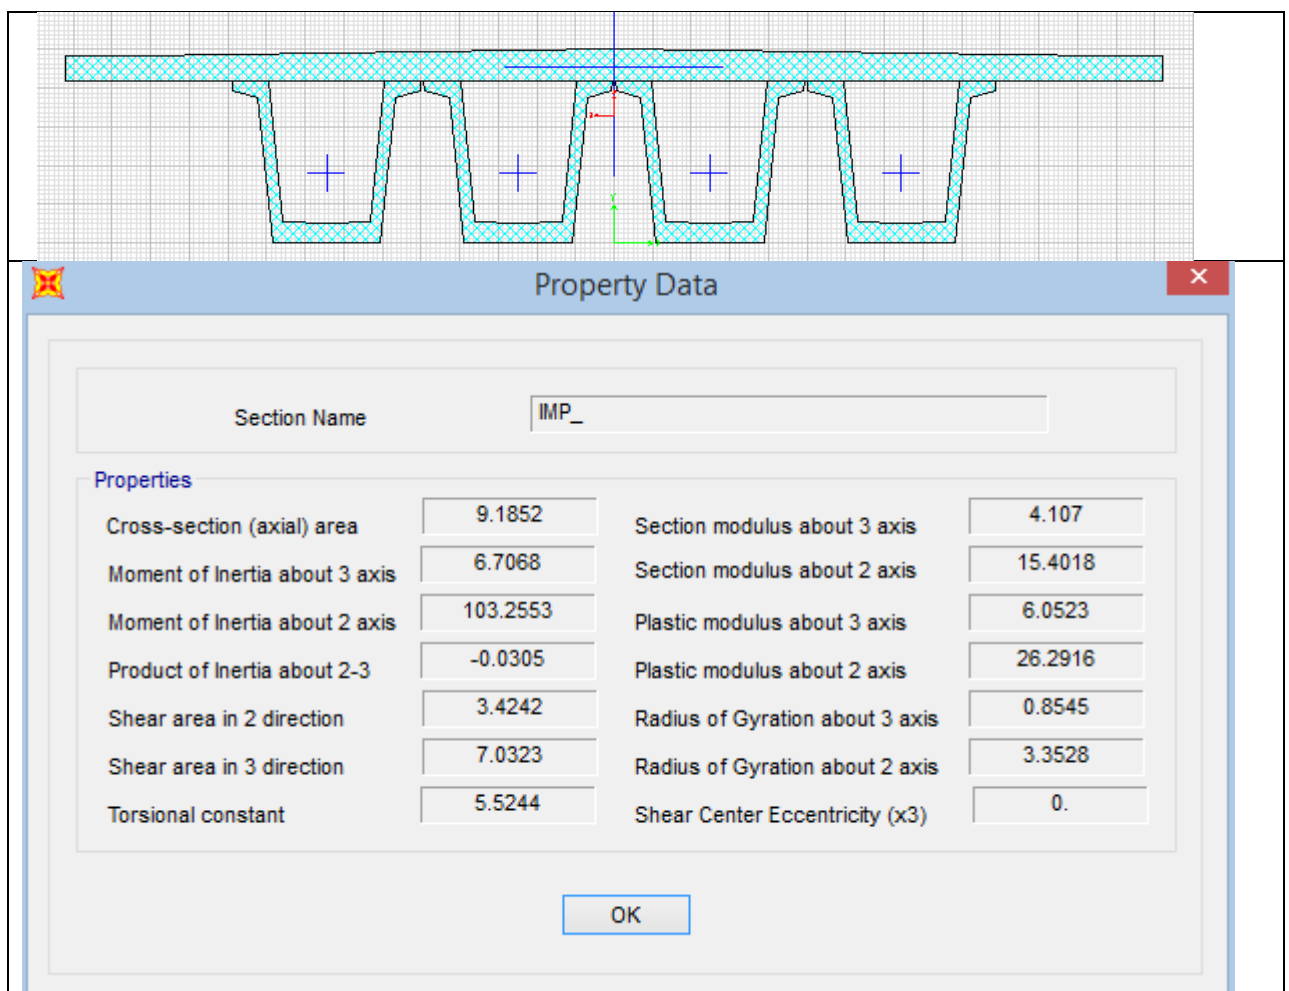 Property Data
Section Name IMP_
Properties
Cross-section (axial) area 9.1852 Section modulus about 3 axis 4.107
Moment of Inertia about 3 axis 6.7068 Section modulus about 2 axis 15.4018
Moment of Inertia about 2 axis 103.2553 Plastic modulus about 3 axis 6.0523
Product of Inertia about 2-3 -0.0305 Plastic modulus about 2 axis 26.2916
Shear area in 2 direction 3.4242 Radius of Gyration about 3 axis 0.8545
Shear area in 3 direction 7.0323 Radius of Gyration about 2 axis 3.3528
Torsional constant 5.5244 Shear Center Eccentricity (x3) 0.
OK